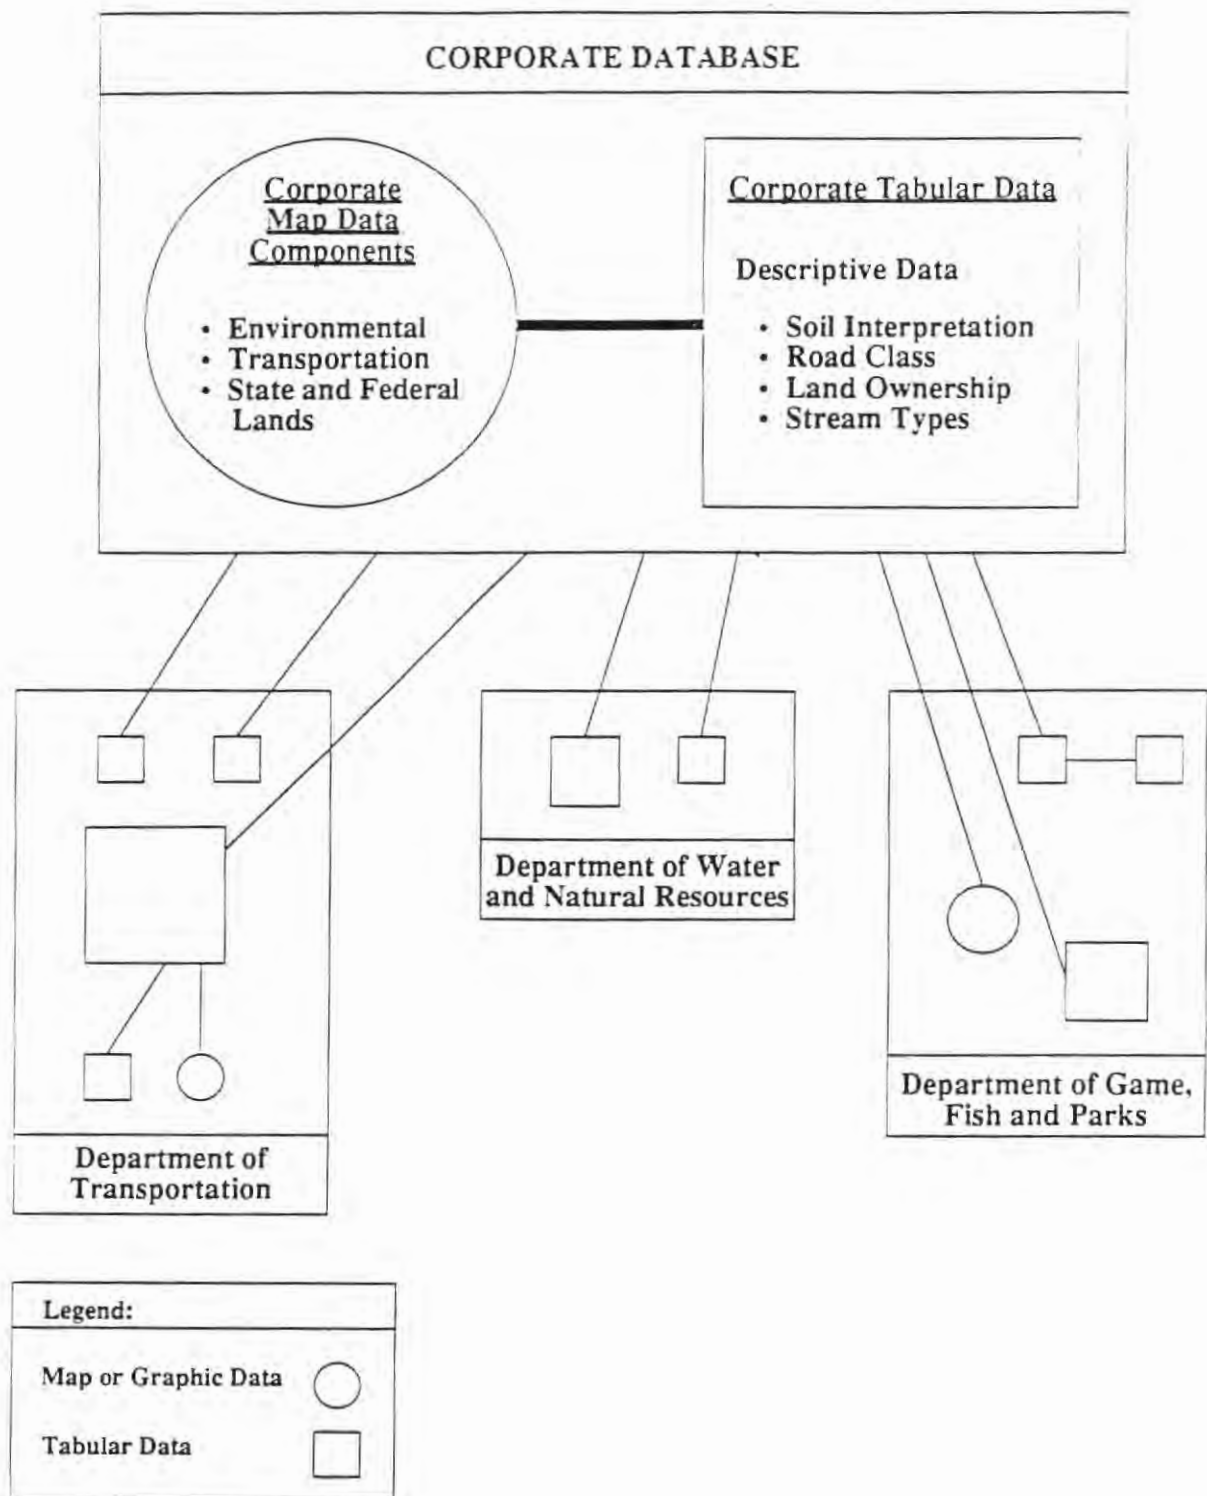 CORPORATE DATABASE
Corporate
Map Data
Components
• Environmental
• Transportation
• State and Federal
Lands
Corporate Tabular Data
Descriptive Data
• Soil Interpretation
• Road Class
• Land Ownership
• Stream Types
Department of Water
and Natural Resources
Department of Game,
Fish and Parks
Department of
Transportation
Legend:
Map or Graphic Data
Tabular Data